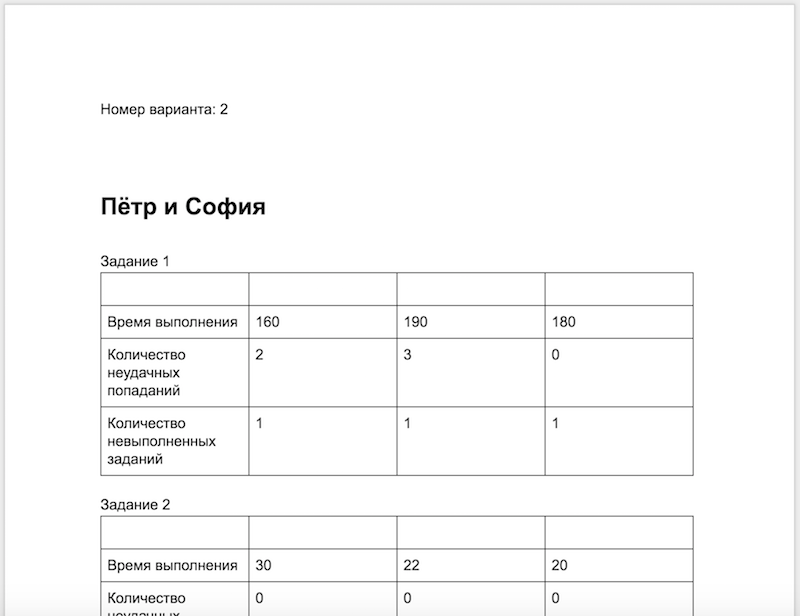 Номер варианта: 2
Пётр и София
Задание 1
Время выполнения 160 190 180
Количество 2 3 0
неудачных
попаданий
Количество 1 1 1
невыполненных
заданий
Задание 2
Время выполнения 30 22 20
Количество 0 0 0
неудачных